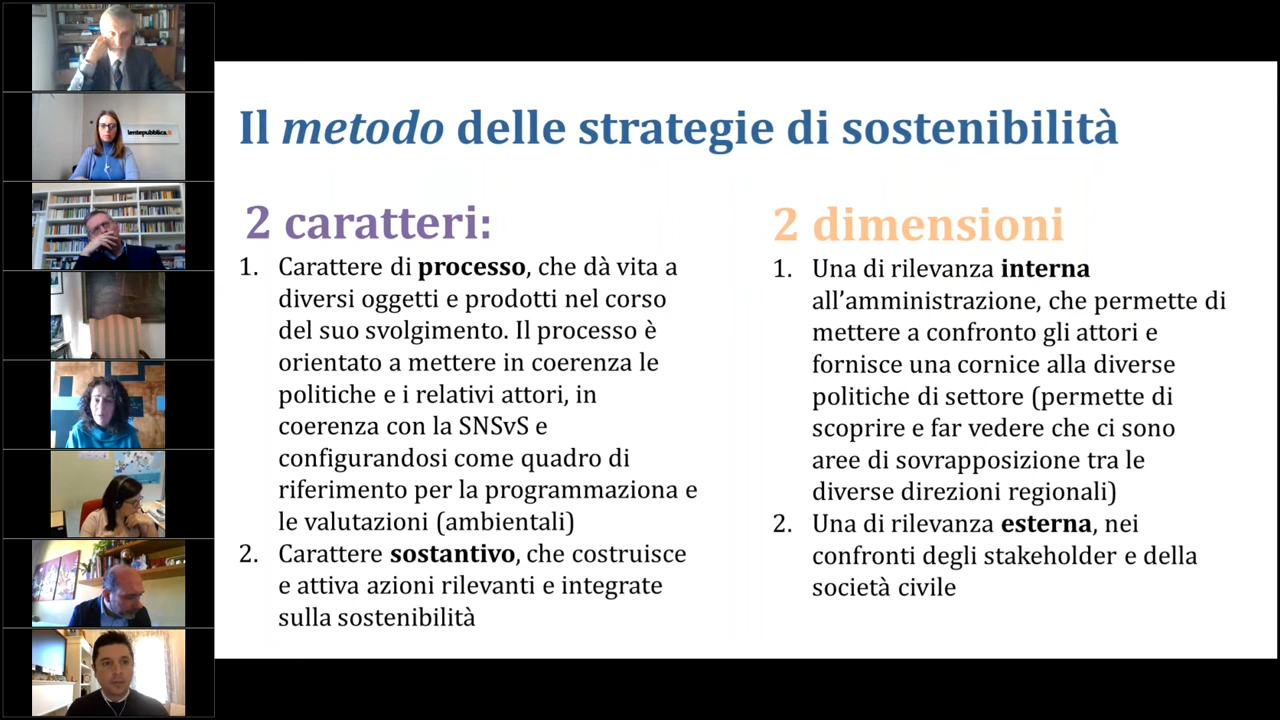 lentepubblica.it
Il metodo delle strategie di sostenibilità
2 caratteri:
1. Carattere di processo, che dà vita a
diversi oggetti e prodotti nel corso
del suo svolgimento. Il processo è
orientato a mettere in coerenza le
politiche e i relativi attori, in
coerenza con la SNSvS e
configurandosi come quadro di
riferimento per la programmaziona e
le valutazioni (ambientali)
2. Carattere sostantivo, che costruisce
e attiva azioni rilevanti e integrate
sulla sostenibilità
2 dimensioni
1. Una di rilevanza interna
all’amministrazione, che permette di
mettere a confronto gli attori e
fornisce una cornice alla diverse
politiche di settore (permette di
scoprire e far vedere che ci sono
aree di sovrapposizione tra le
diverse direzioni regionali)
2. Una di rilevanza esterna, nei
confronti degli stakeholder e della
società civile